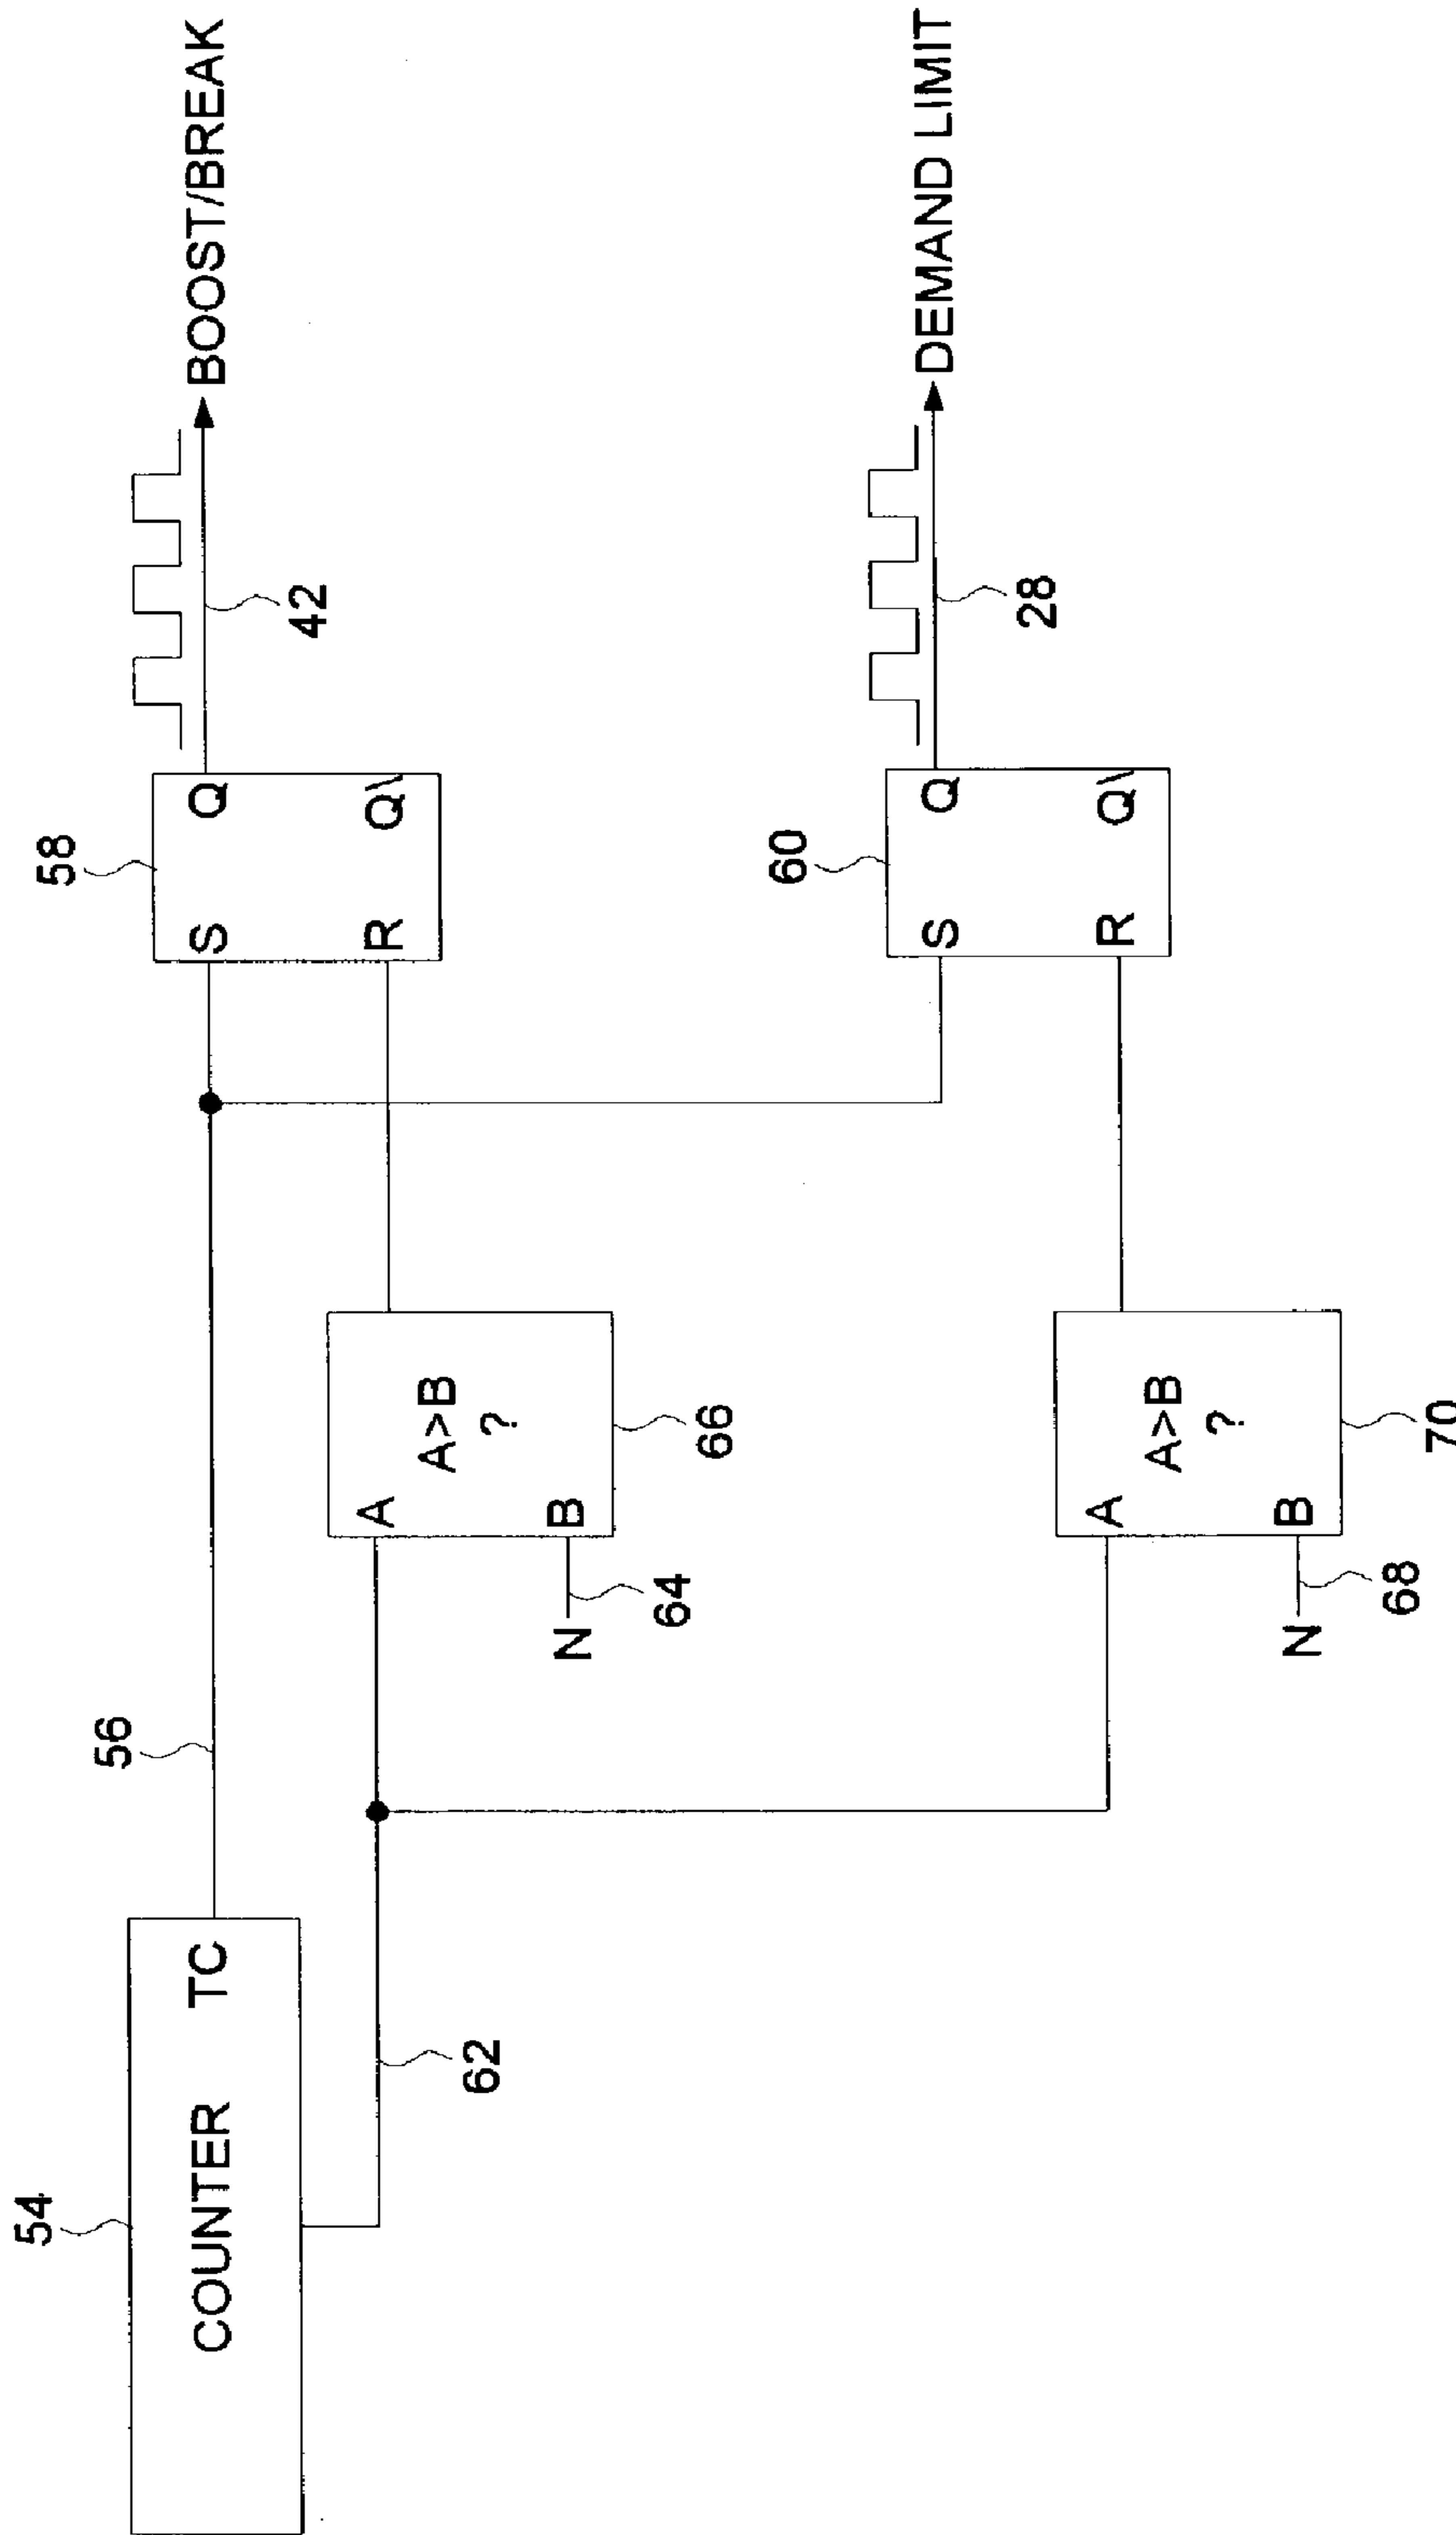 54
COUNTER TC
56
62
A
A>B
?
B
N
64
66
58
S Q
R Q\
42
BOOST/BREAK
A
A>B
?
B
N
68
70
60
S Q
R Q\
28
DEMAND LIMIT